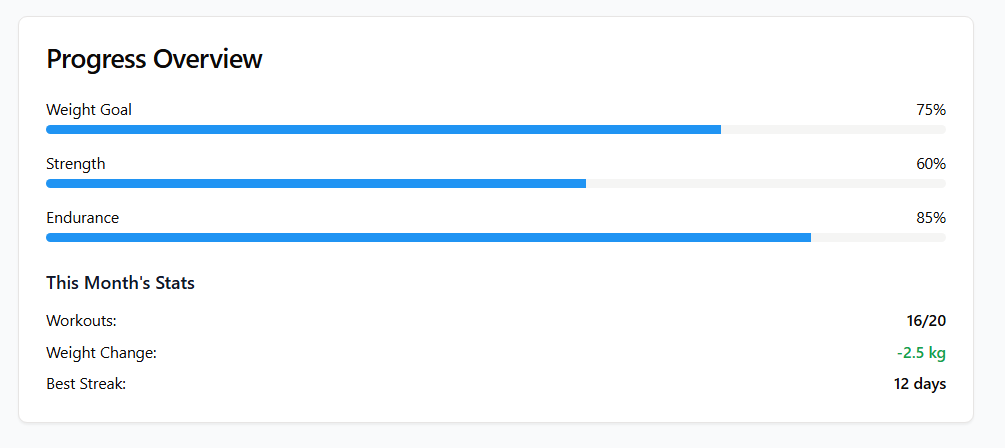 Progress Overview
Weight Goal 75%
Strength 60%
Endurance 85%
This Month's Stats
Workouts: 16/20
Weight Change: -2.5 kg
Best Streak: 12 days